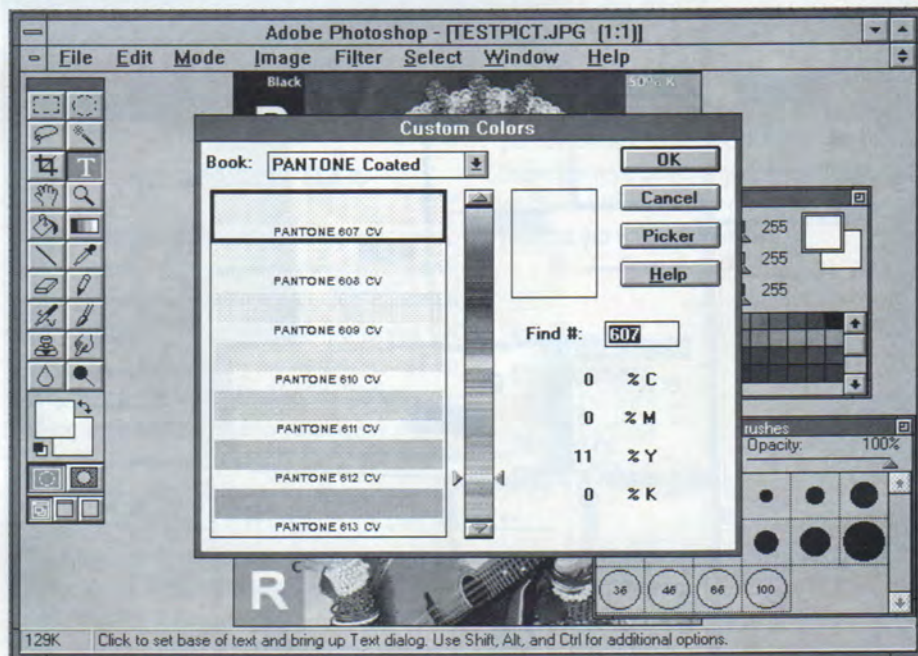 Adobe Photoshop - [TESTPICT.JPG (1:1)]
File Edit Mode Image Filter Select Window Help
Black
50% K
R
Custom Colors
Book: PANTONE Coated
OK
Cancel
Picker
Help
PANTONE 607 CV
PANTONE 608 CV
PANTONE 609 CV
PANTONE 610 CV
PANTONE 611 CV
PANTONE 612 CV
PANTONE 613 CV
Find #: 607
0 % C
0 % M
11 % Y
0 % K
T
255
255
255
rushes
Opacity: 100%
35 45 65 100
R
C
129K Click to set base of text and bring up Text dialog. Use Shift, Alt, and Ctrl for additional options.